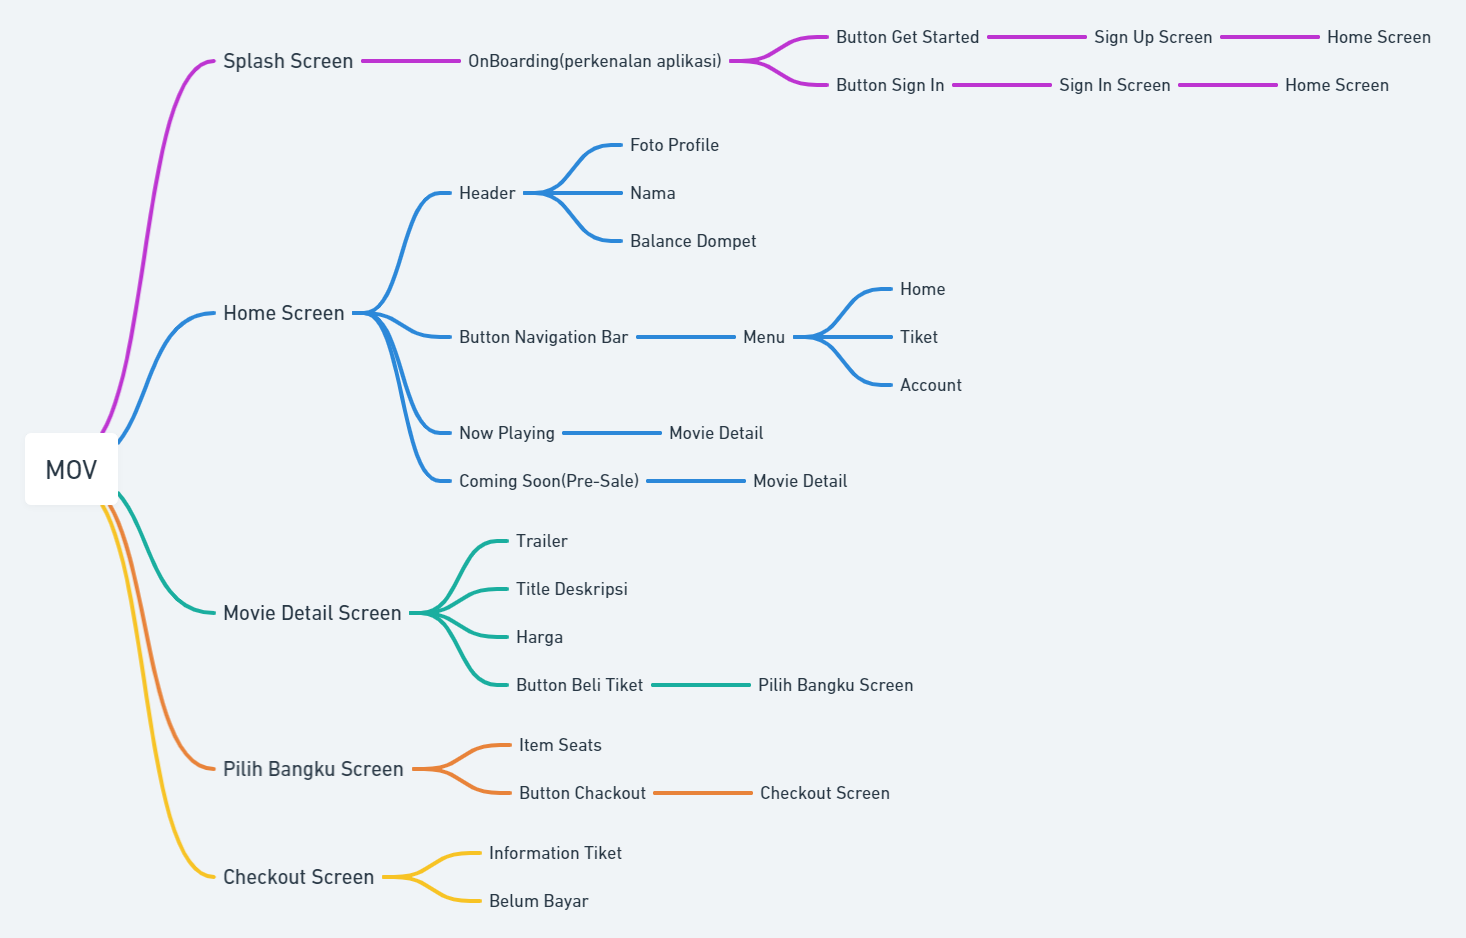 MOV
Splash Screen
OnBoarding(perkenalan aplikasi)
Button Get Started
Sign Up Screen
Home Screen
Button Sign In
Sign In Screen
Home Screen
Home Screen
Header
Foto Profile
Nama
Balance Dompet
Button Navigation Bar
Menu
Home
Tiket
Account
Now Playing
Movie Detail
Coming Soon(Pre-Sale)
Movie Detail
Movie Detail Screen
Trailer
Title Deskripsi
Harga
Button Beli Tiket
Pilih Bangku Screen
Pilih Bangku Screen
Item Seats
Button Chackout
Checkout Screen
Checkout Screen
Information Tiket
Belum Bayar